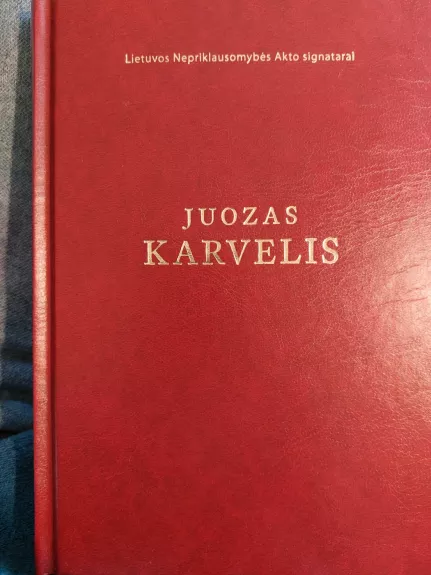 Lietuvos Nepriklausomybės Akto signatarai
JUOZAS
KARVELIS